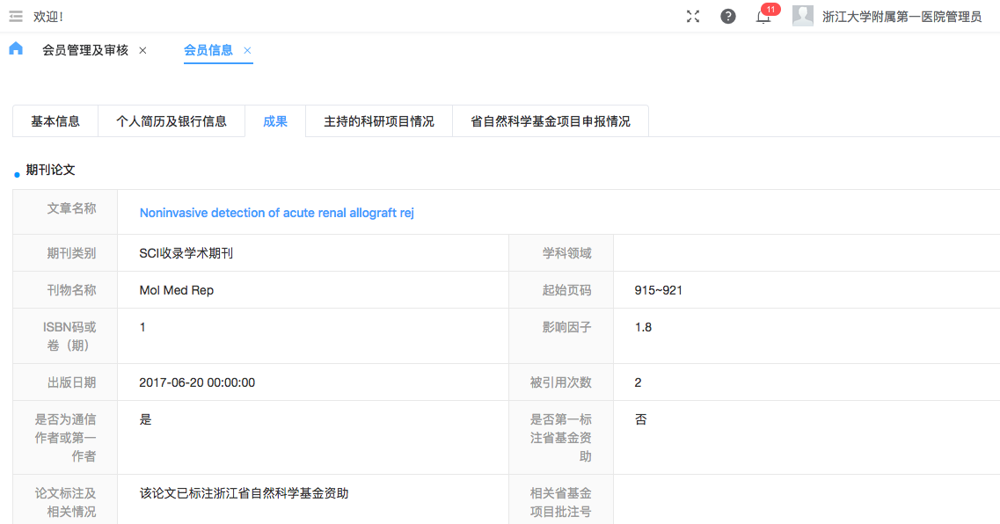 欢迎!
11
浙江大学附属第一医院管理员
会员管理及审核 ×
会员信息 ×
基本信息
个人简历及银行信息
成果
主持的科研项目情况
省自然科学基金项目申报情况
期刊论文
文章名称
Noninvasive detection of acute renal allograft rej
期刊类别
SCI收录学术期刊
学科领域
刊物名称
Mol Med Rep
起始页码
915~921
ISBN码或
卷（期）
1
影响因子
1.8
出版日期
2017-06-20 00:00:00
被引用次数
2
是否为通信
作者或第一
作者
是
是否第一标
注省基金资
助
否
论文标注及
相关情况
该论文已标注浙江省自然科学基金资助
相关省基金
项目批注号